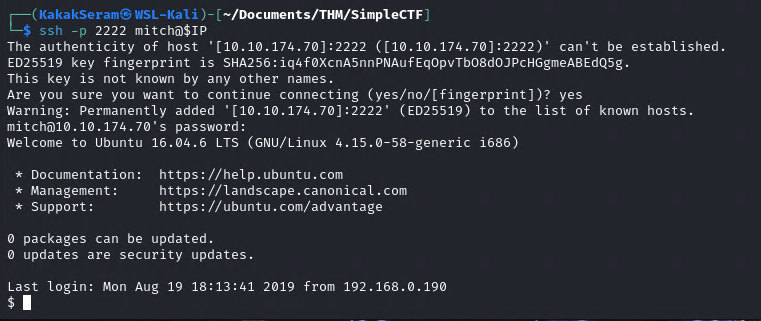 ┌──(KakakSeram㉿WSL-Kali)-[~/Documents/THM/SimpleCTF]
└─$ ssh -p 2222 mitch@$IP
The authenticity of host '[10.10.174.70]:2222 ([10.10.174.70]:2222)' can't be established.
ED25519 key fingerprint is SHA256:iq4f0XcnA5nnPNAufEqOpvTbO8dOJPcHGgmeABEdQ5g.
This key is not known by any other names.
Are you sure you want to continue connecting (yes/no/[fingerprint])? yes
Warning: Permanently added '[10.10.174.70]:2222' (ED25519) to the list of known hosts.
mitch@10.10.174.70's password:
Welcome to Ubuntu 16.04.6 LTS (GNU/Linux 4.15.0-58-generic i686)

 * Documentation:  https://help.ubuntu.com
 * Management:     https://landscape.canonical.com
 * Support:        https://ubuntu.com/advantage

0 packages can be updated.
0 updates are security updates.

Last login: Mon Aug 19 18:13:41 2019 from 192.168.0.190
$